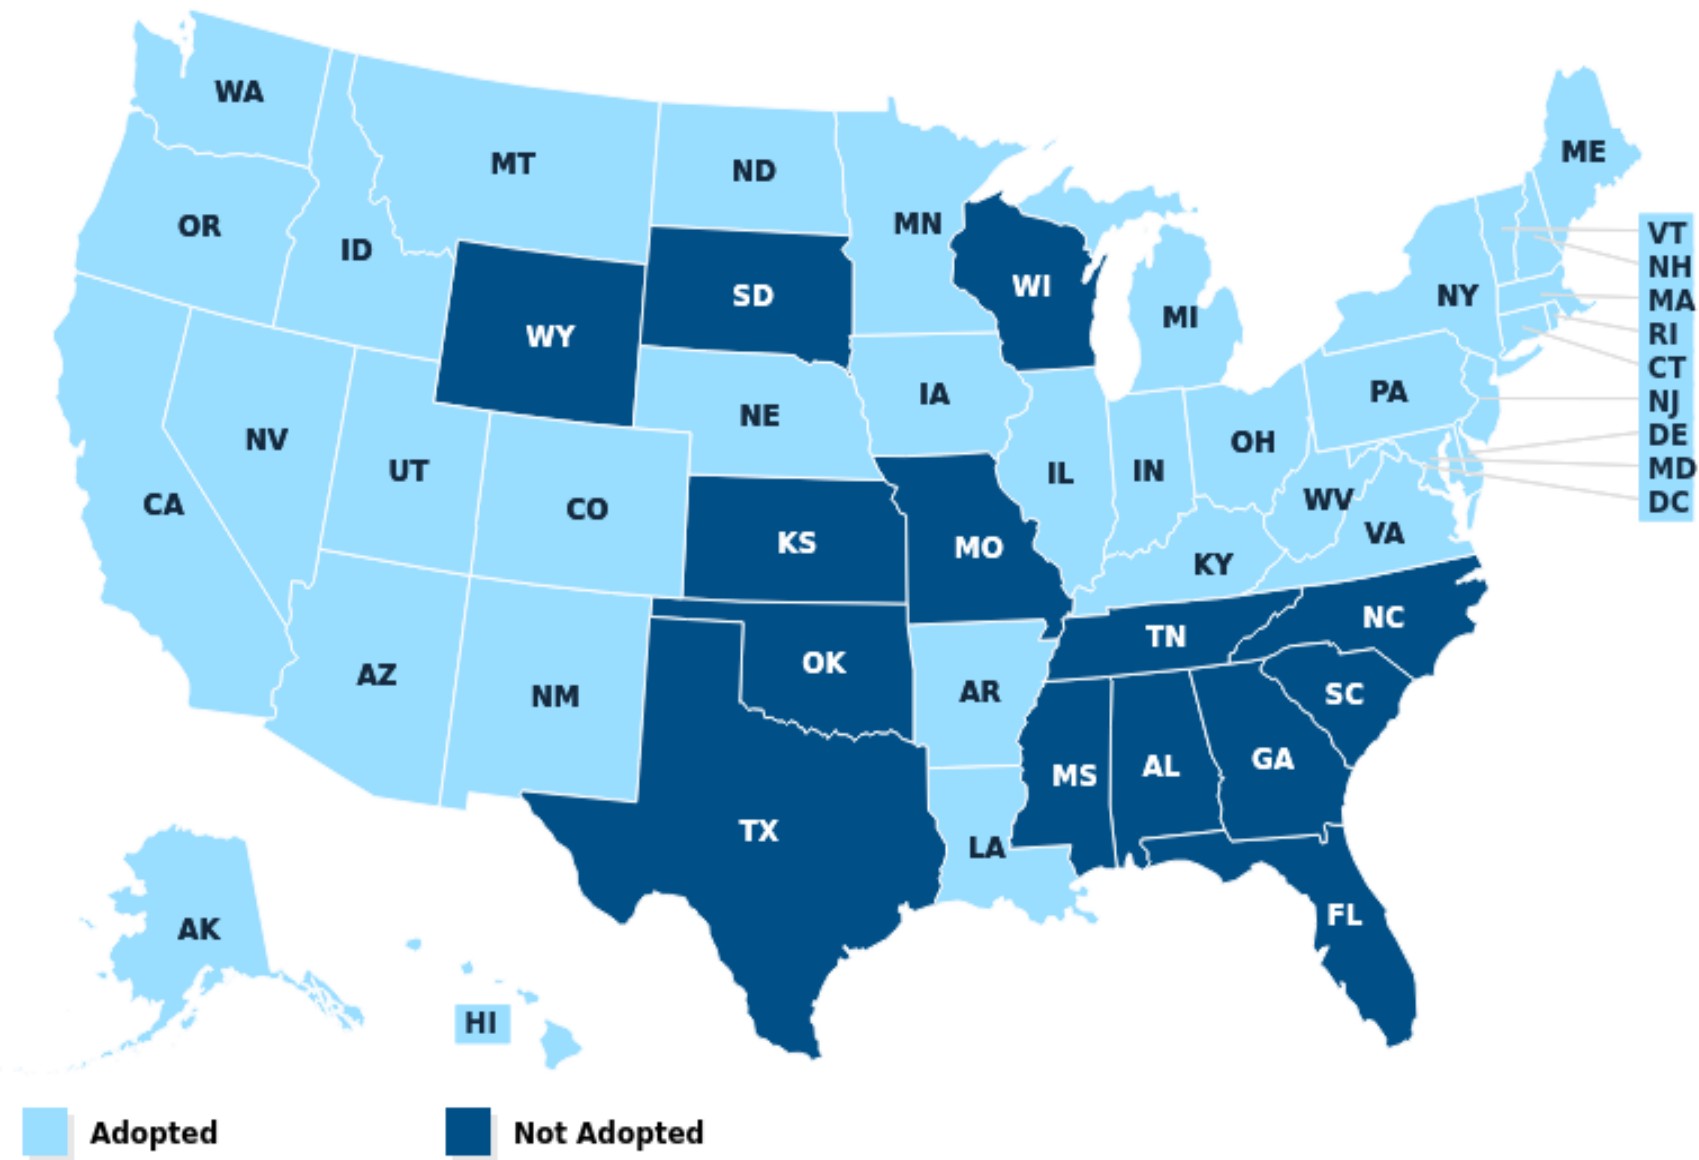 WA
MT
ND
MN
ME
OR
ID
SD
WI
MI
NY
VT
NH
MA
RI
CT
NJ
DE
MD
DC
WY
IA
NE
PA
NV
UT
CO
IL
IN
OH
WV
VA
CA
KS
MO
KY
AZ
NM
OK
AR
TN
NC
SC
MS
AL
GA
TX
LA
FL
AK
HI
Adopted
Not Adopted